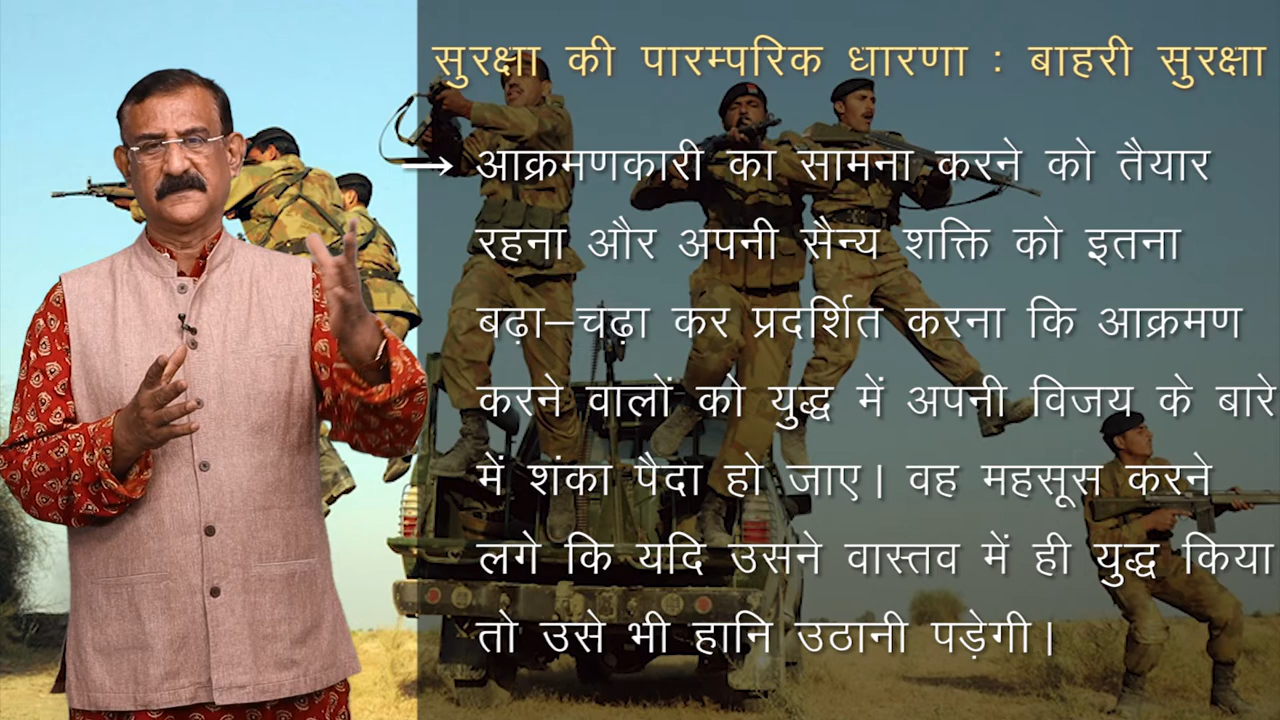 सुरक्षा की पारम्परिक धारणा : बाहरी सुरक्षा
→ आक्रमणकारी का सामना करने को तैयार
रहना और अपनी सैन्य शक्ति को इतना
बढ़ा–चढ़ा कर प्रदर्शित करना कि आक्रमण
करने वालों को युद्ध में अपनी विजय के बारे
में शंका पैदा हो जाए। वह महसूस करने
लगे कि यदि उसने वास्तव में ही युद्ध किया
तो उसे भी हानि उठानी पड़ेगी।